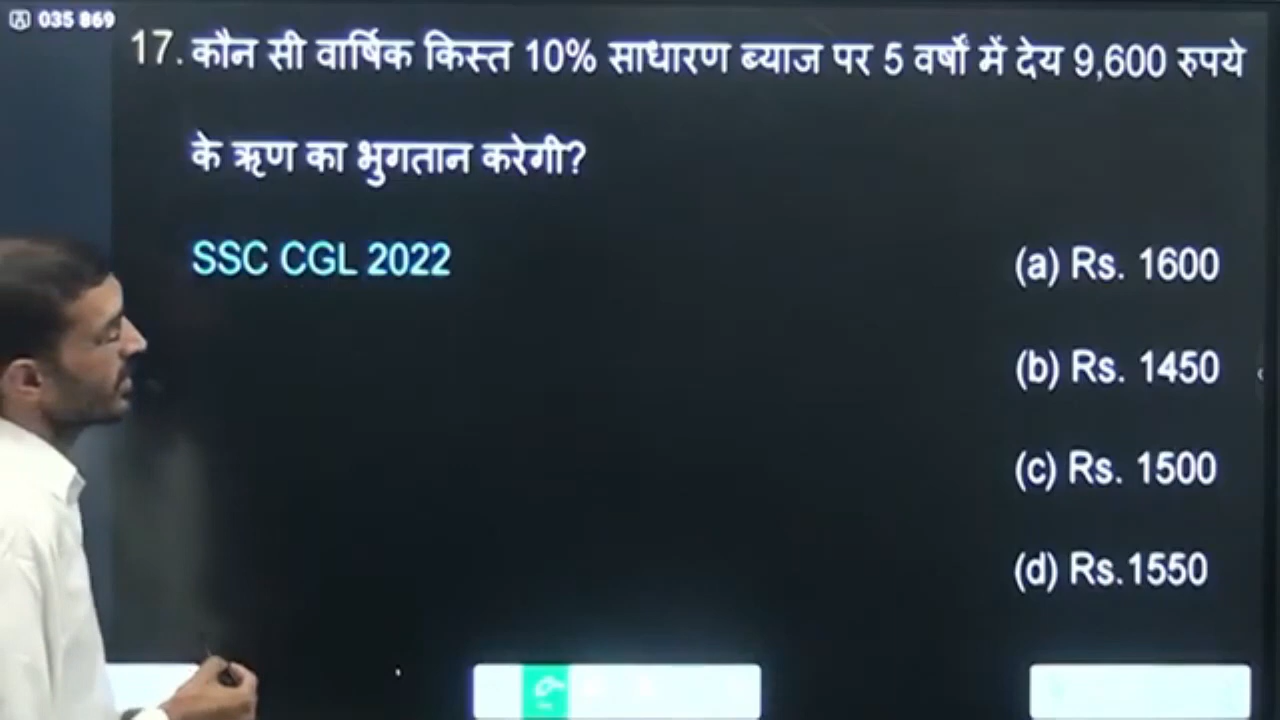 035 869
17. कौन सी वार्षिक किस्त 10% साधारण ब्याज पर 5 वर्षों में देय 9,600 रुपये
के ऋण का भुगतान करेगी?
SSC CGL 2022
(a) Rs. 1600
(b) Rs. 1450
(c) Rs. 1500
(d) Rs.1550